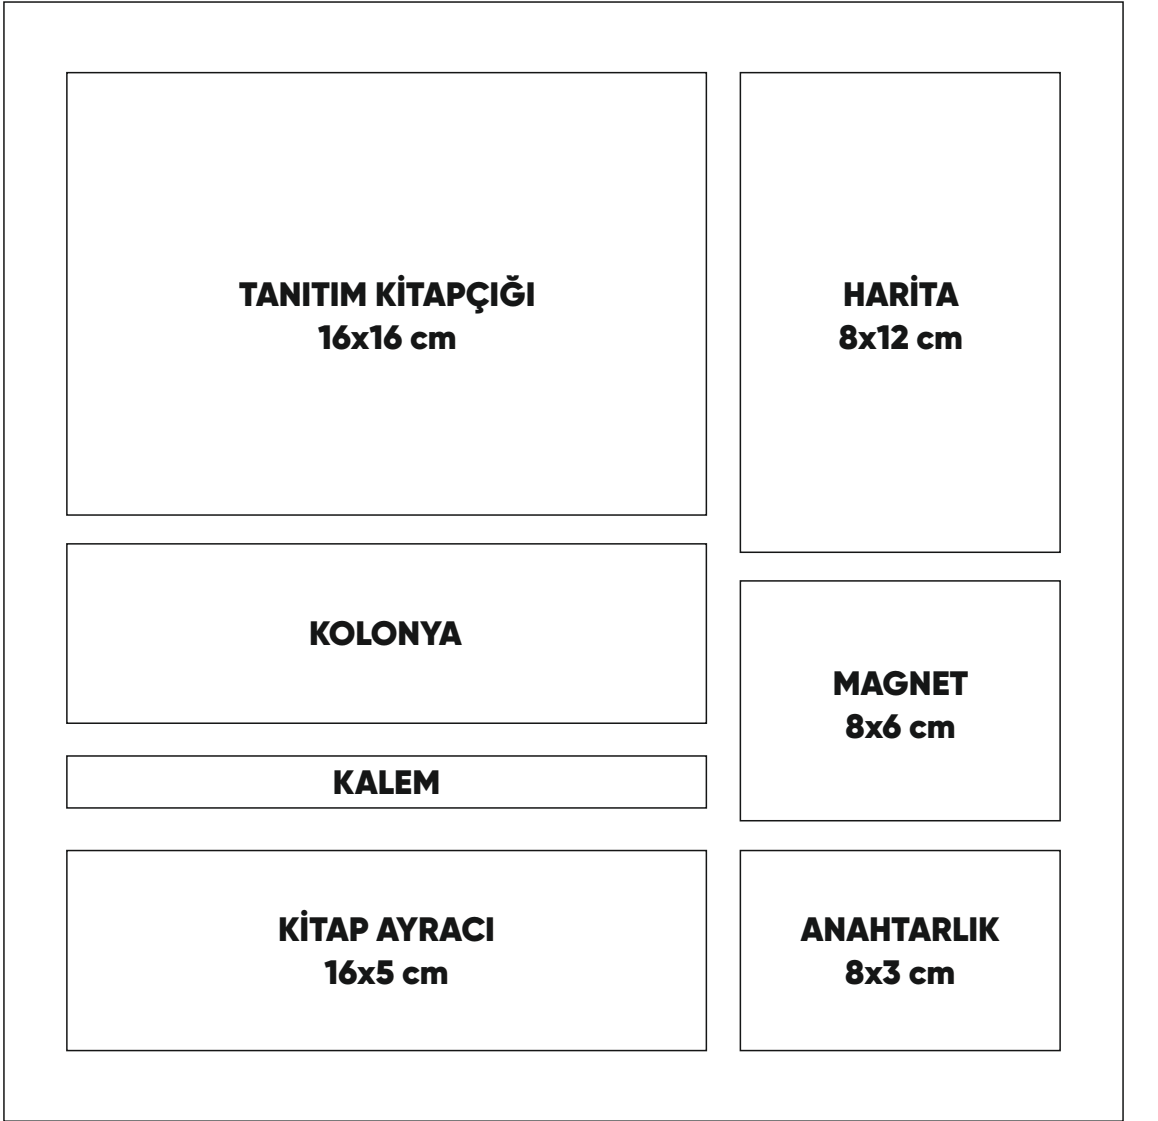 TANITIM KİTAPÇIĞI
16x16 cm
HARİTA
8x12 cm
KOLONYA
MAGNET
8x6 cm
KALEM
KİTAP AYRACI
16x5 cm
ANAHTARLIK
8x3 cm